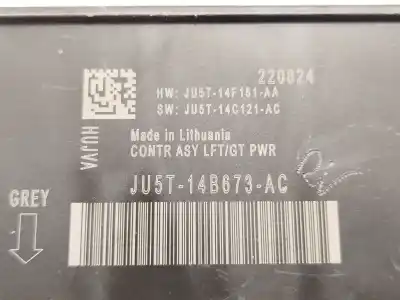 220824
HW: JU5T-14F181-AA
SW: JU5T-14C121-AC
HUJVA
Made in Lithuania
CONTR ASY LFT/GT PWR
JU5T-14B673-AC
GREY